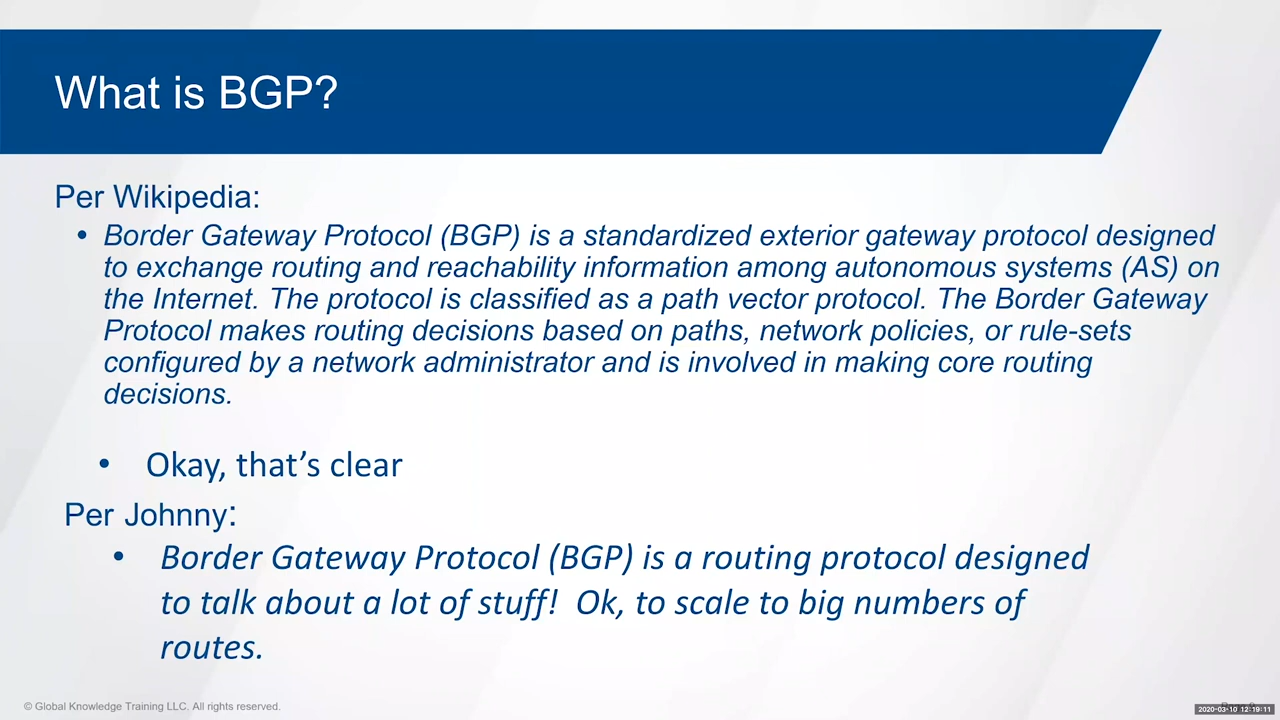 What is BGP?
Per Wikipedia:
• Border Gateway Protocol (BGP) is a standardized exterior gateway protocol designed
to exchange routing and reachability information among autonomous systems (AS) on
the Internet. The protocol is classified as a path vector protocol. The Border Gateway
Protocol makes routing decisions based on paths, network policies, or rule-sets
configured by a network administrator and is involved in making core routing
decisions.
• Okay, that’s clear
Per Johnny:
• Border Gateway Protocol (BGP) is a routing protocol designed
to talk about a lot of stuff!  Ok, to scale to big numbers of
routes.
© Global Knowledge Training LLC. All rights reserved.
2020-03-10 12:19:11